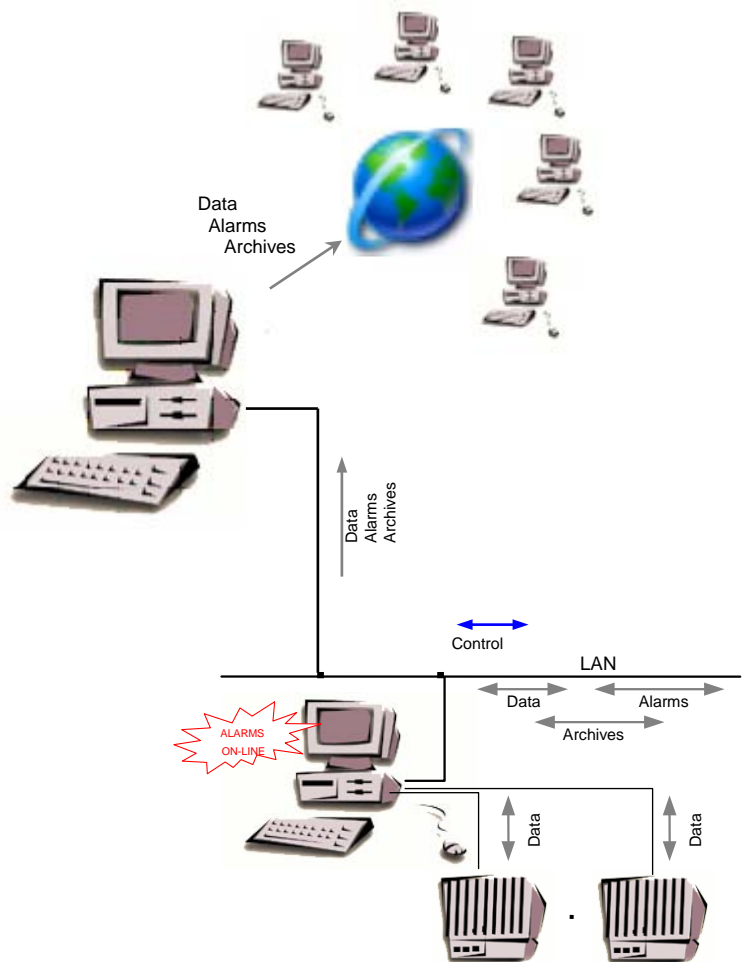 Data
Alarms
Archives
Data
Alarms
Archives
Control
LAN
Data
Alarms
Archives
ALARMS
ON-LINE
Data
Data